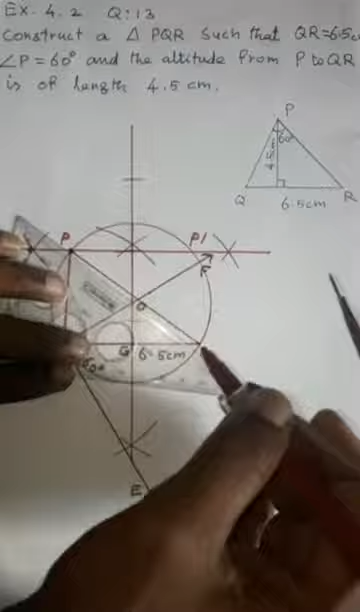 EX. 4.2 Q:13
Construct a Δ PQR such that QR=6.5c
∠P = 60° and the altitude from P to QR
is of length 4.5 cm.
P
60°
4.5
Q R
6.5cm
P P1
F
O
G 6.5cm
60°
E